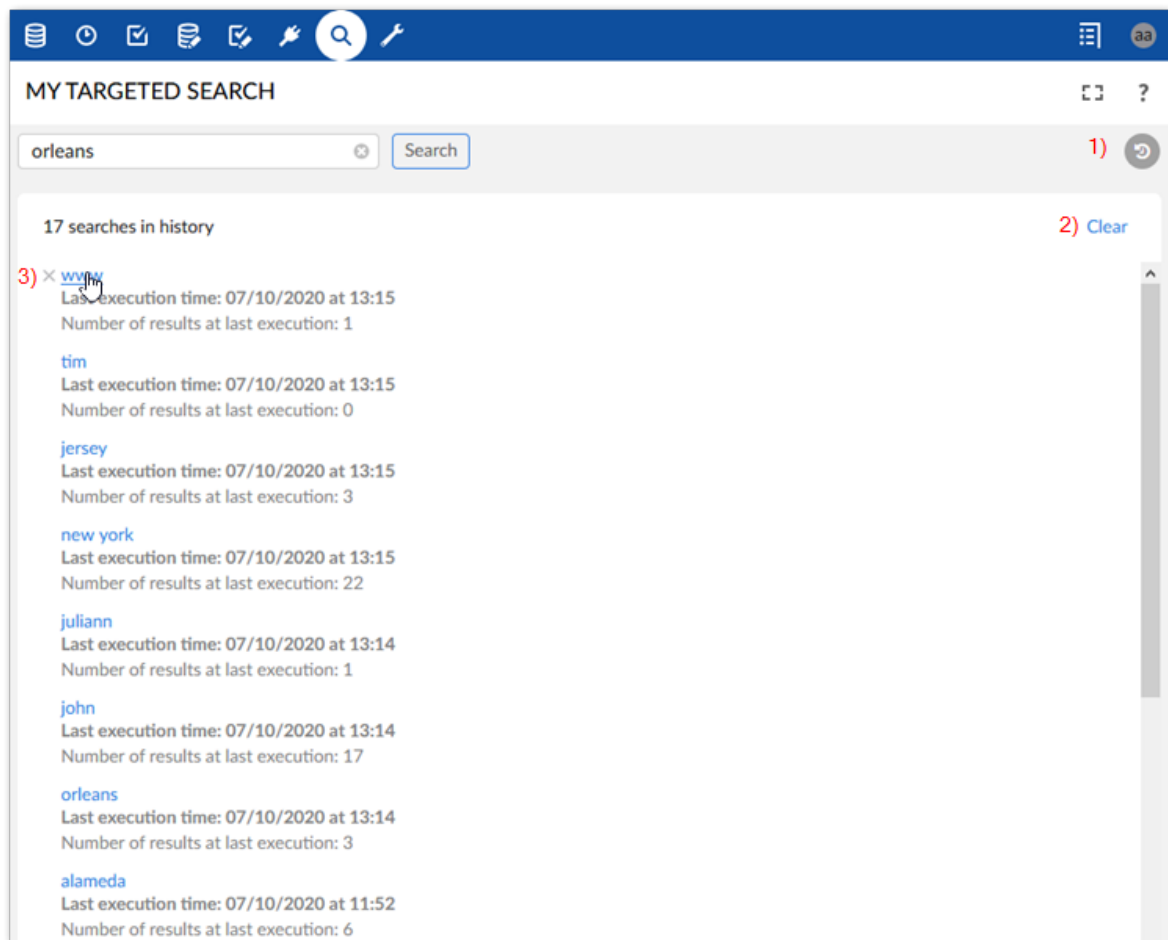 aa
MY TARGETED SEARCH ?
orleans Search 1)
17 searches in history 2) Clear
3) × www
Last execution time: 07/10/2020 at 13:15
Number of results at last execution: 1
tim
Last execution time: 07/10/2020 at 13:15
Number of results at last execution: 0
jersey
Last execution time: 07/10/2020 at 13:15
Number of results at last execution: 3
new york
Last execution time: 07/10/2020 at 13:15
Number of results at last execution: 22
juliann
Last execution time: 07/10/2020 at 13:14
Number of results at last execution: 1
john
Last execution time: 07/10/2020 at 13:14
Number of results at last execution: 17
orleans
Last execution time: 07/10/2020 at 13:14
Number of results at last execution: 3
alameda
Last execution time: 07/10/2020 at 11:52
Number of results at last execution: 6